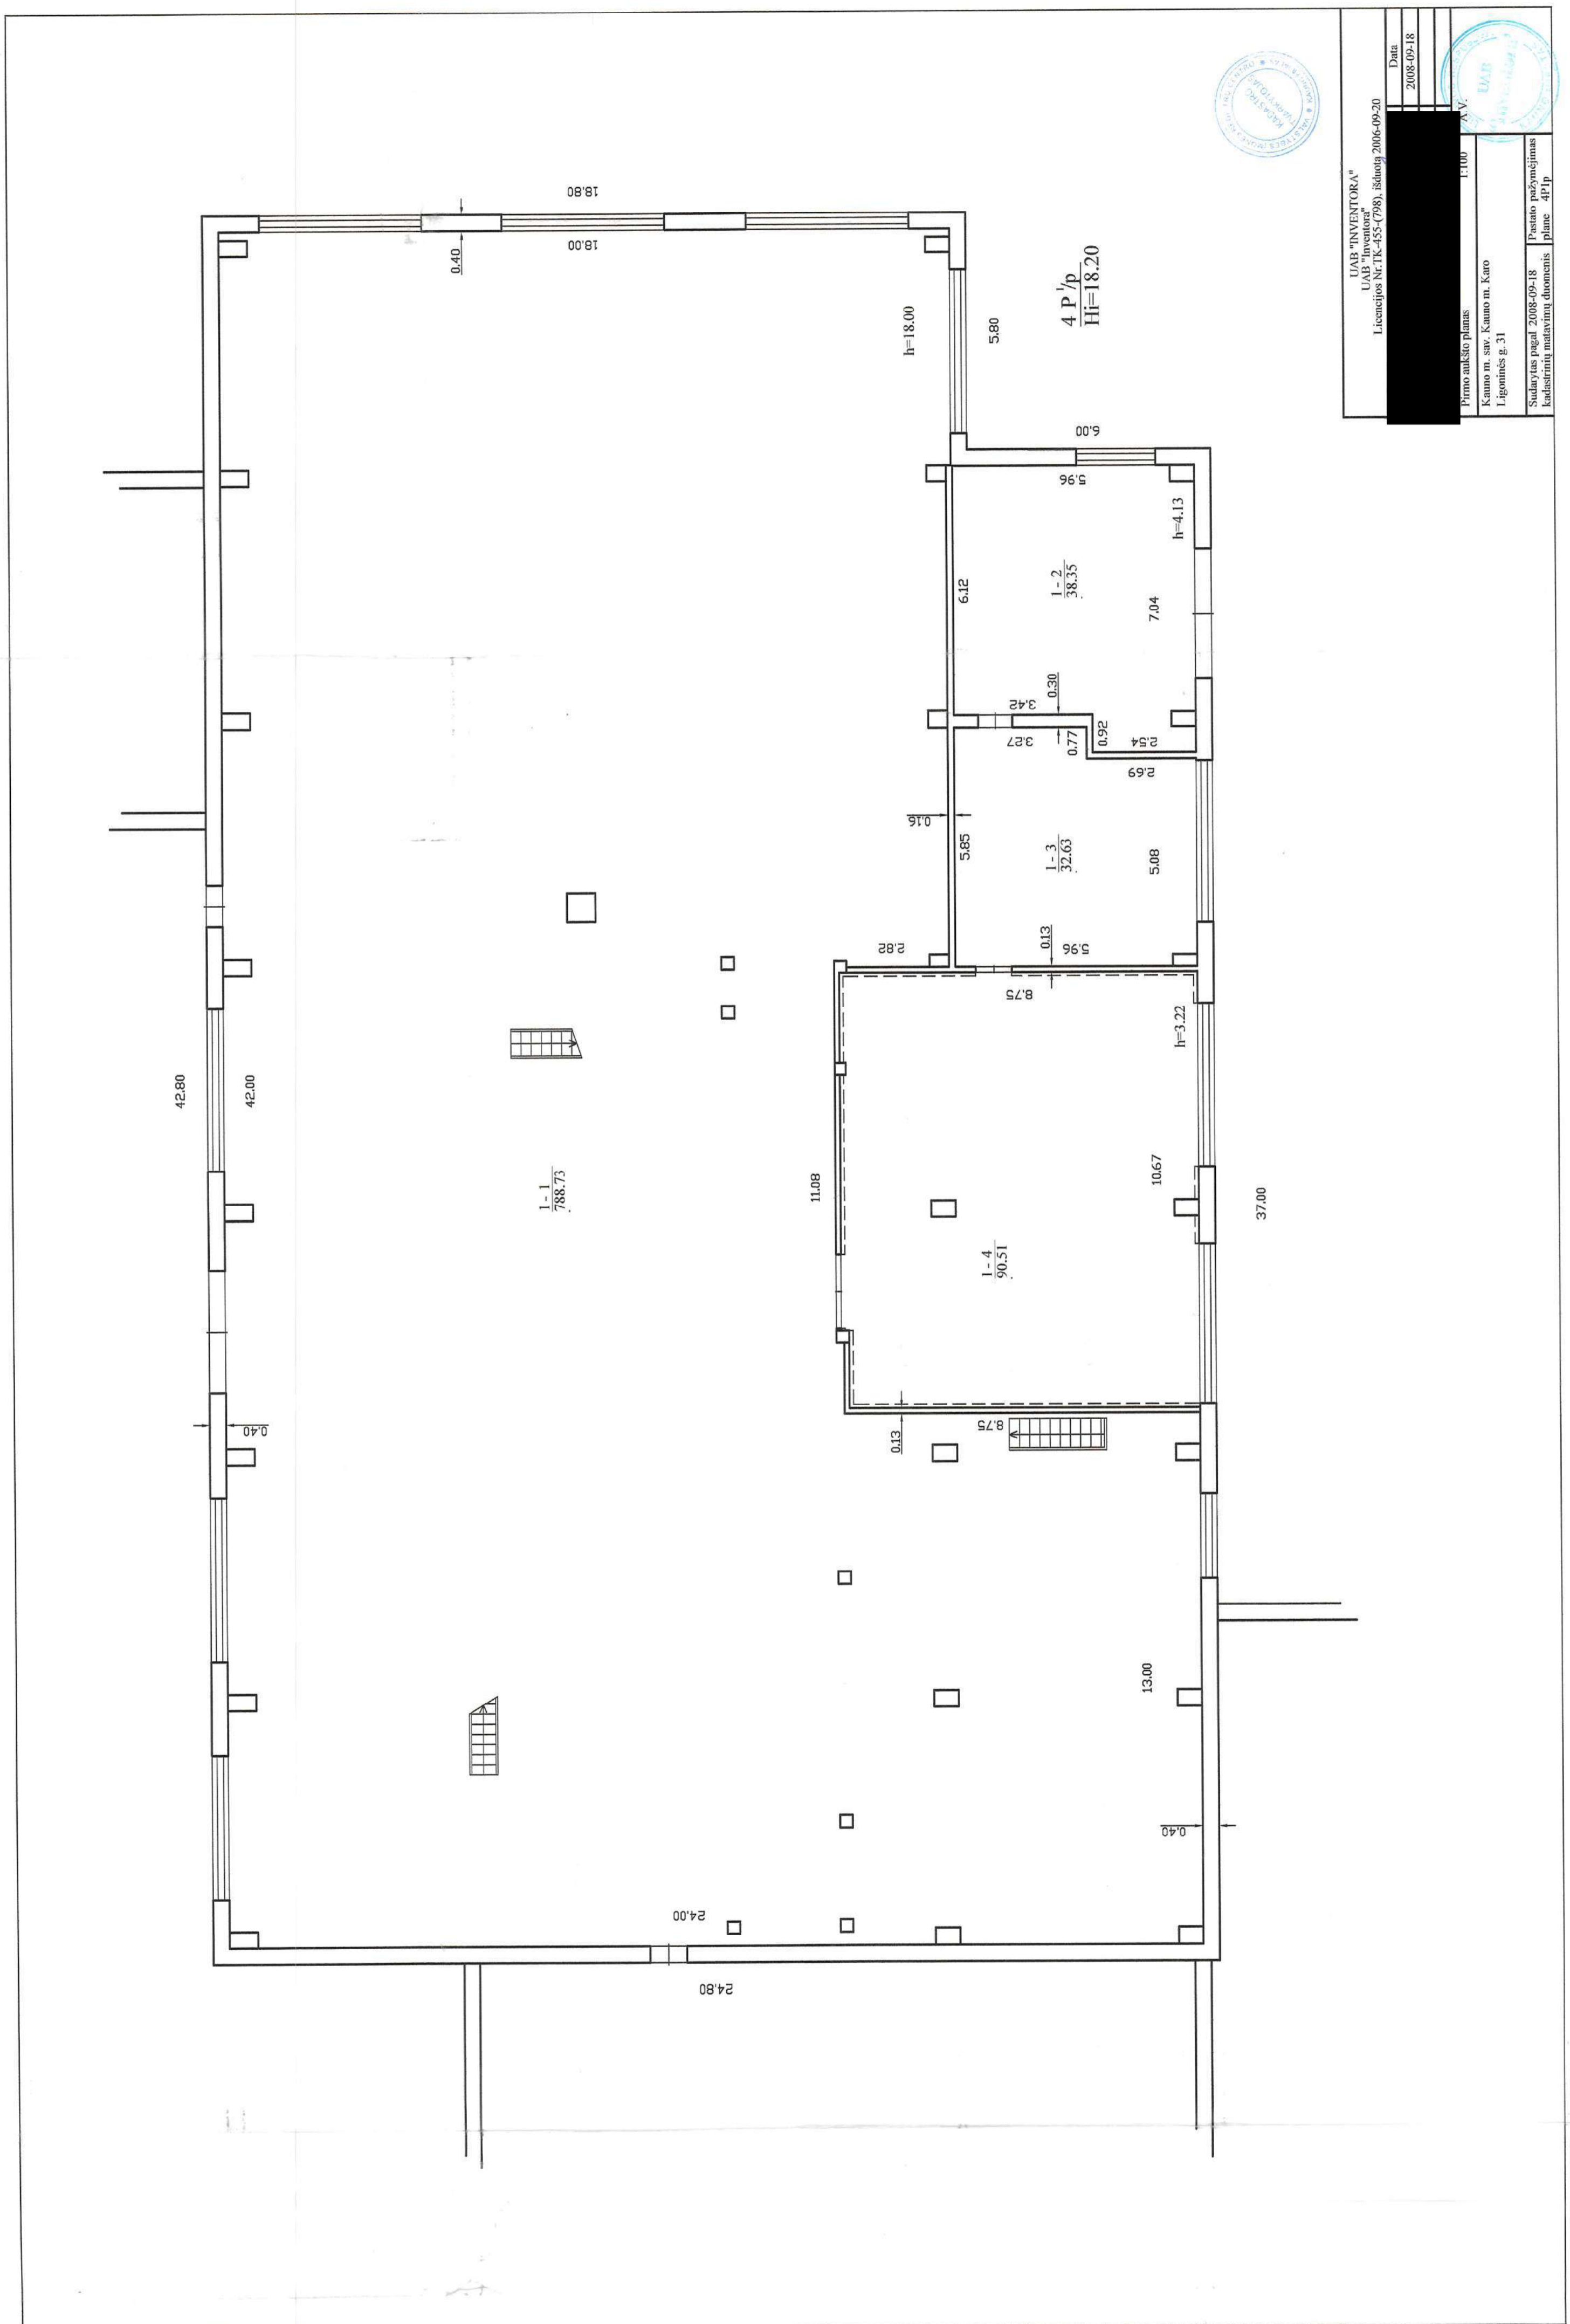 UAB "INVENTORA"
UAB "Inventora"
Licencijos Nr.TK-455-(798), išduota 2006-09-20
Data
2008-09-18
Pirmo aukšto planas
1:100
A.V.
Kauno m. sav. Kauno m. Karo
Ligoninės g. 31
Sudarytas pagal 2008-09-18
kadastrinių matavimų duomenis
Pastato pažymėjimas
plane 4P1p
UAB
KADASTRO
TVARKYTOJAS
4 P ¹/p
Hi=18.20
18.80
18.00
0.40
h=18.00
5.80
6.00
5.96
h=4.13
6.12
1 - 2
38.35
7.04
0.30
3.42
3.27
0.77
0.92
2.54
2.69
0.16
5.85
1 - 3
32.63
5.08
2.82
0.13
5.96
8.75
h=3.22
42.80
42.00
1 - 1
788.73
11.08
10.67
37.00
1 - 4
90.51
0.40
0.13
8.75
13.00
0.40
24.00
24.80